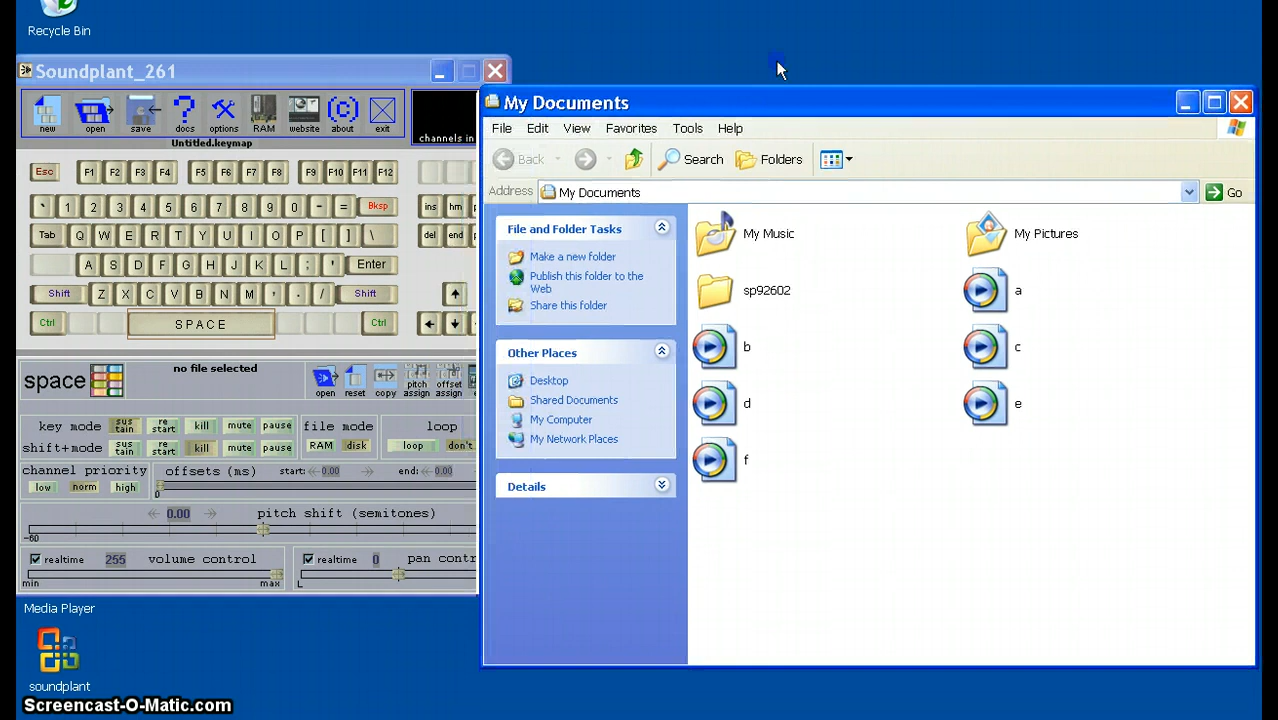 Recycle Bin
Soundplant_261
new open save docs options RAM website about exit
channels in
Untitled.keymap
Esc F1 F2 F3 F4 F5 F6 F7 F8 F9 F10 F11 F12
` 1 2 3 4 5 6 7 8 9 0 - = Bksp ins hm
Tab Q W E R T Y U I O P [ ] \ del end
A S D F G H J K L ; ' Enter
Shift Z X C V B N M , . / Shift
Ctrl SPACE Ctrl
space
no file selected
open reset copy pitch assign offset assign
key mode sustain restart kill mute pause file mode loop
shift+mode sustain restart kill mute pause RAM disk loop don't
channel priority offsets (ms) start: 0.00 end: 0.00
low norm high 0
0.00 pitch shift (semitones)
-60
realtime 255 volume control realtime 0 pan contr
min max L
Media Player
soundplant
Screencast-O-Matic.com
My Documents
File Edit View Favorites Tools Help
Back Search Folders
Address My Documents Go
File and Folder Tasks
Make a new folder
Publish this folder to the
Web
Share this folder
Other Places
Desktop
Shared Documents
My Computer
My Network Places
Details
My Music My Pictures
sp92602 a
b c
d e
f